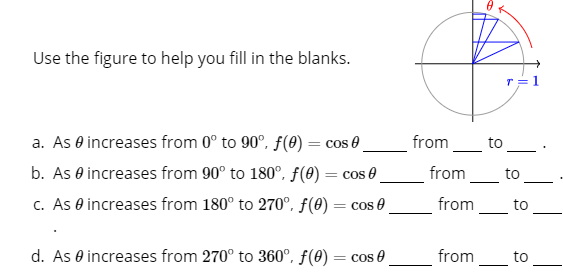 θ
Use the figure to help you fill in the blanks.
r = 1
a. As θ increases from 0° to 90°, f(θ) = cos θ _____ from ___ to ___ .
b. As θ increases from 90° to 180°, f(θ) = cos θ _____ from ___ to ___ .
c. As θ increases from 180° to 270°, f(θ) = cos θ _____ from ___ to ___
.
d. As θ increases from 270° to 360°, f(θ) = cos θ _____ from ___ to ___